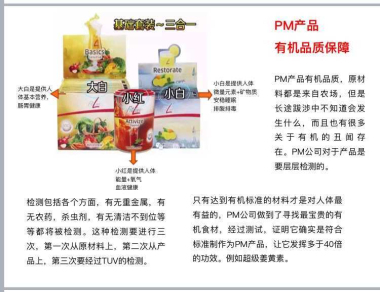 基础套装～三合一
PM产品
有机品质保障
Basics
Restorate
大白
小红
小白
Activize
大白是提供人
体基本营养,
肠胃健康
小白是提供人体
微量元素+矿物质
安稳睡眠
排酸排毒
小红是提供人体
能量+氧气
血液健康
PM产品有机品质，原材
料都是来自农场，但是
长途跋涉中不知道会发
生什么，而且也有很多
关于有机的丑闻存
在。PM公司对于产品是
要层层检测的。
检测包括各个方面，有无重金属，有
无农药，杀虫剂，有无清洁不到位等
等都将被检测。这种检测要进行三
次，第一次从原材料上，第二次从产
品上，第三次要经过TUV的检测。
只有达到有机标准的材料才是对人体最
有益的，PM公司做到了寻找最宝贵的有
机食材，经过测试，证明它确实是符合
标准制作为PM产品，让它发挥多于40倍
的功效。例如超级姜黄素。